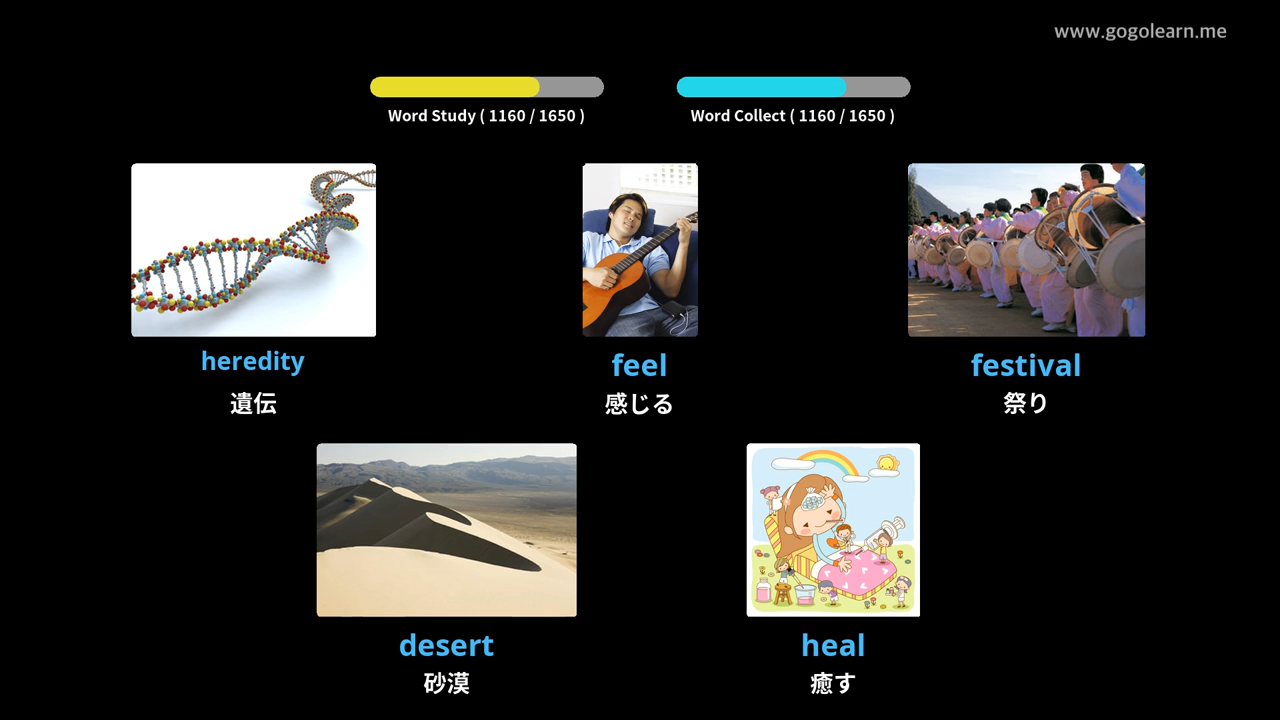 www.gogolearn.me
Word Study ( 1160 / 1650 )
Word Collect ( 1160 / 1650 )
heredity
遺伝
feel
感じる
festival
祭り
desert
砂漠
heal
癒す